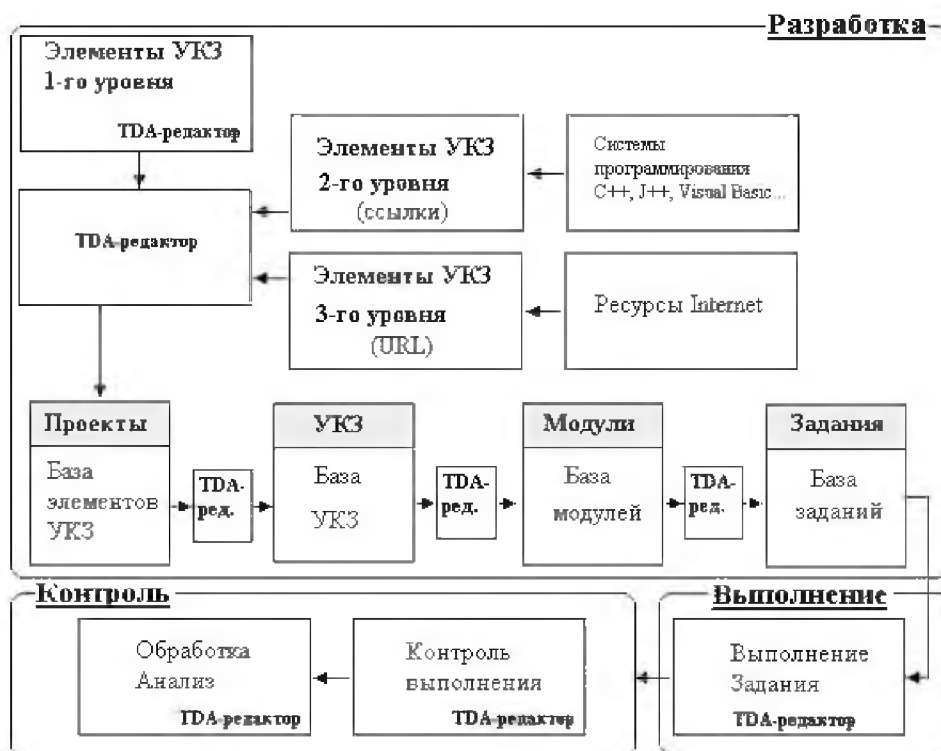 Разработка
Элементы УКЗ
1-го уровня
TDA-редактор
Элементы УКЗ
2-го уровня
(ссылки)
Системы
программирования
C++, J++, Visual Basic...
TDA-редактор
Элементы УКЗ
3-го уровня
(URL)
Ресурсы Internet
Проекты
База
элементов
УКЗ
TDA-
ред.
УКЗ
База
УКЗ
TDA-
ред.
Модули
База
модулей
TDA-
ред.
Задания
База
заданий
Контроль
Обработка
Анализ
TDA-редактор
Контроль
выполнения
TDA-редактор
Выполнение
Выполнение
Задания
TDA-редактор